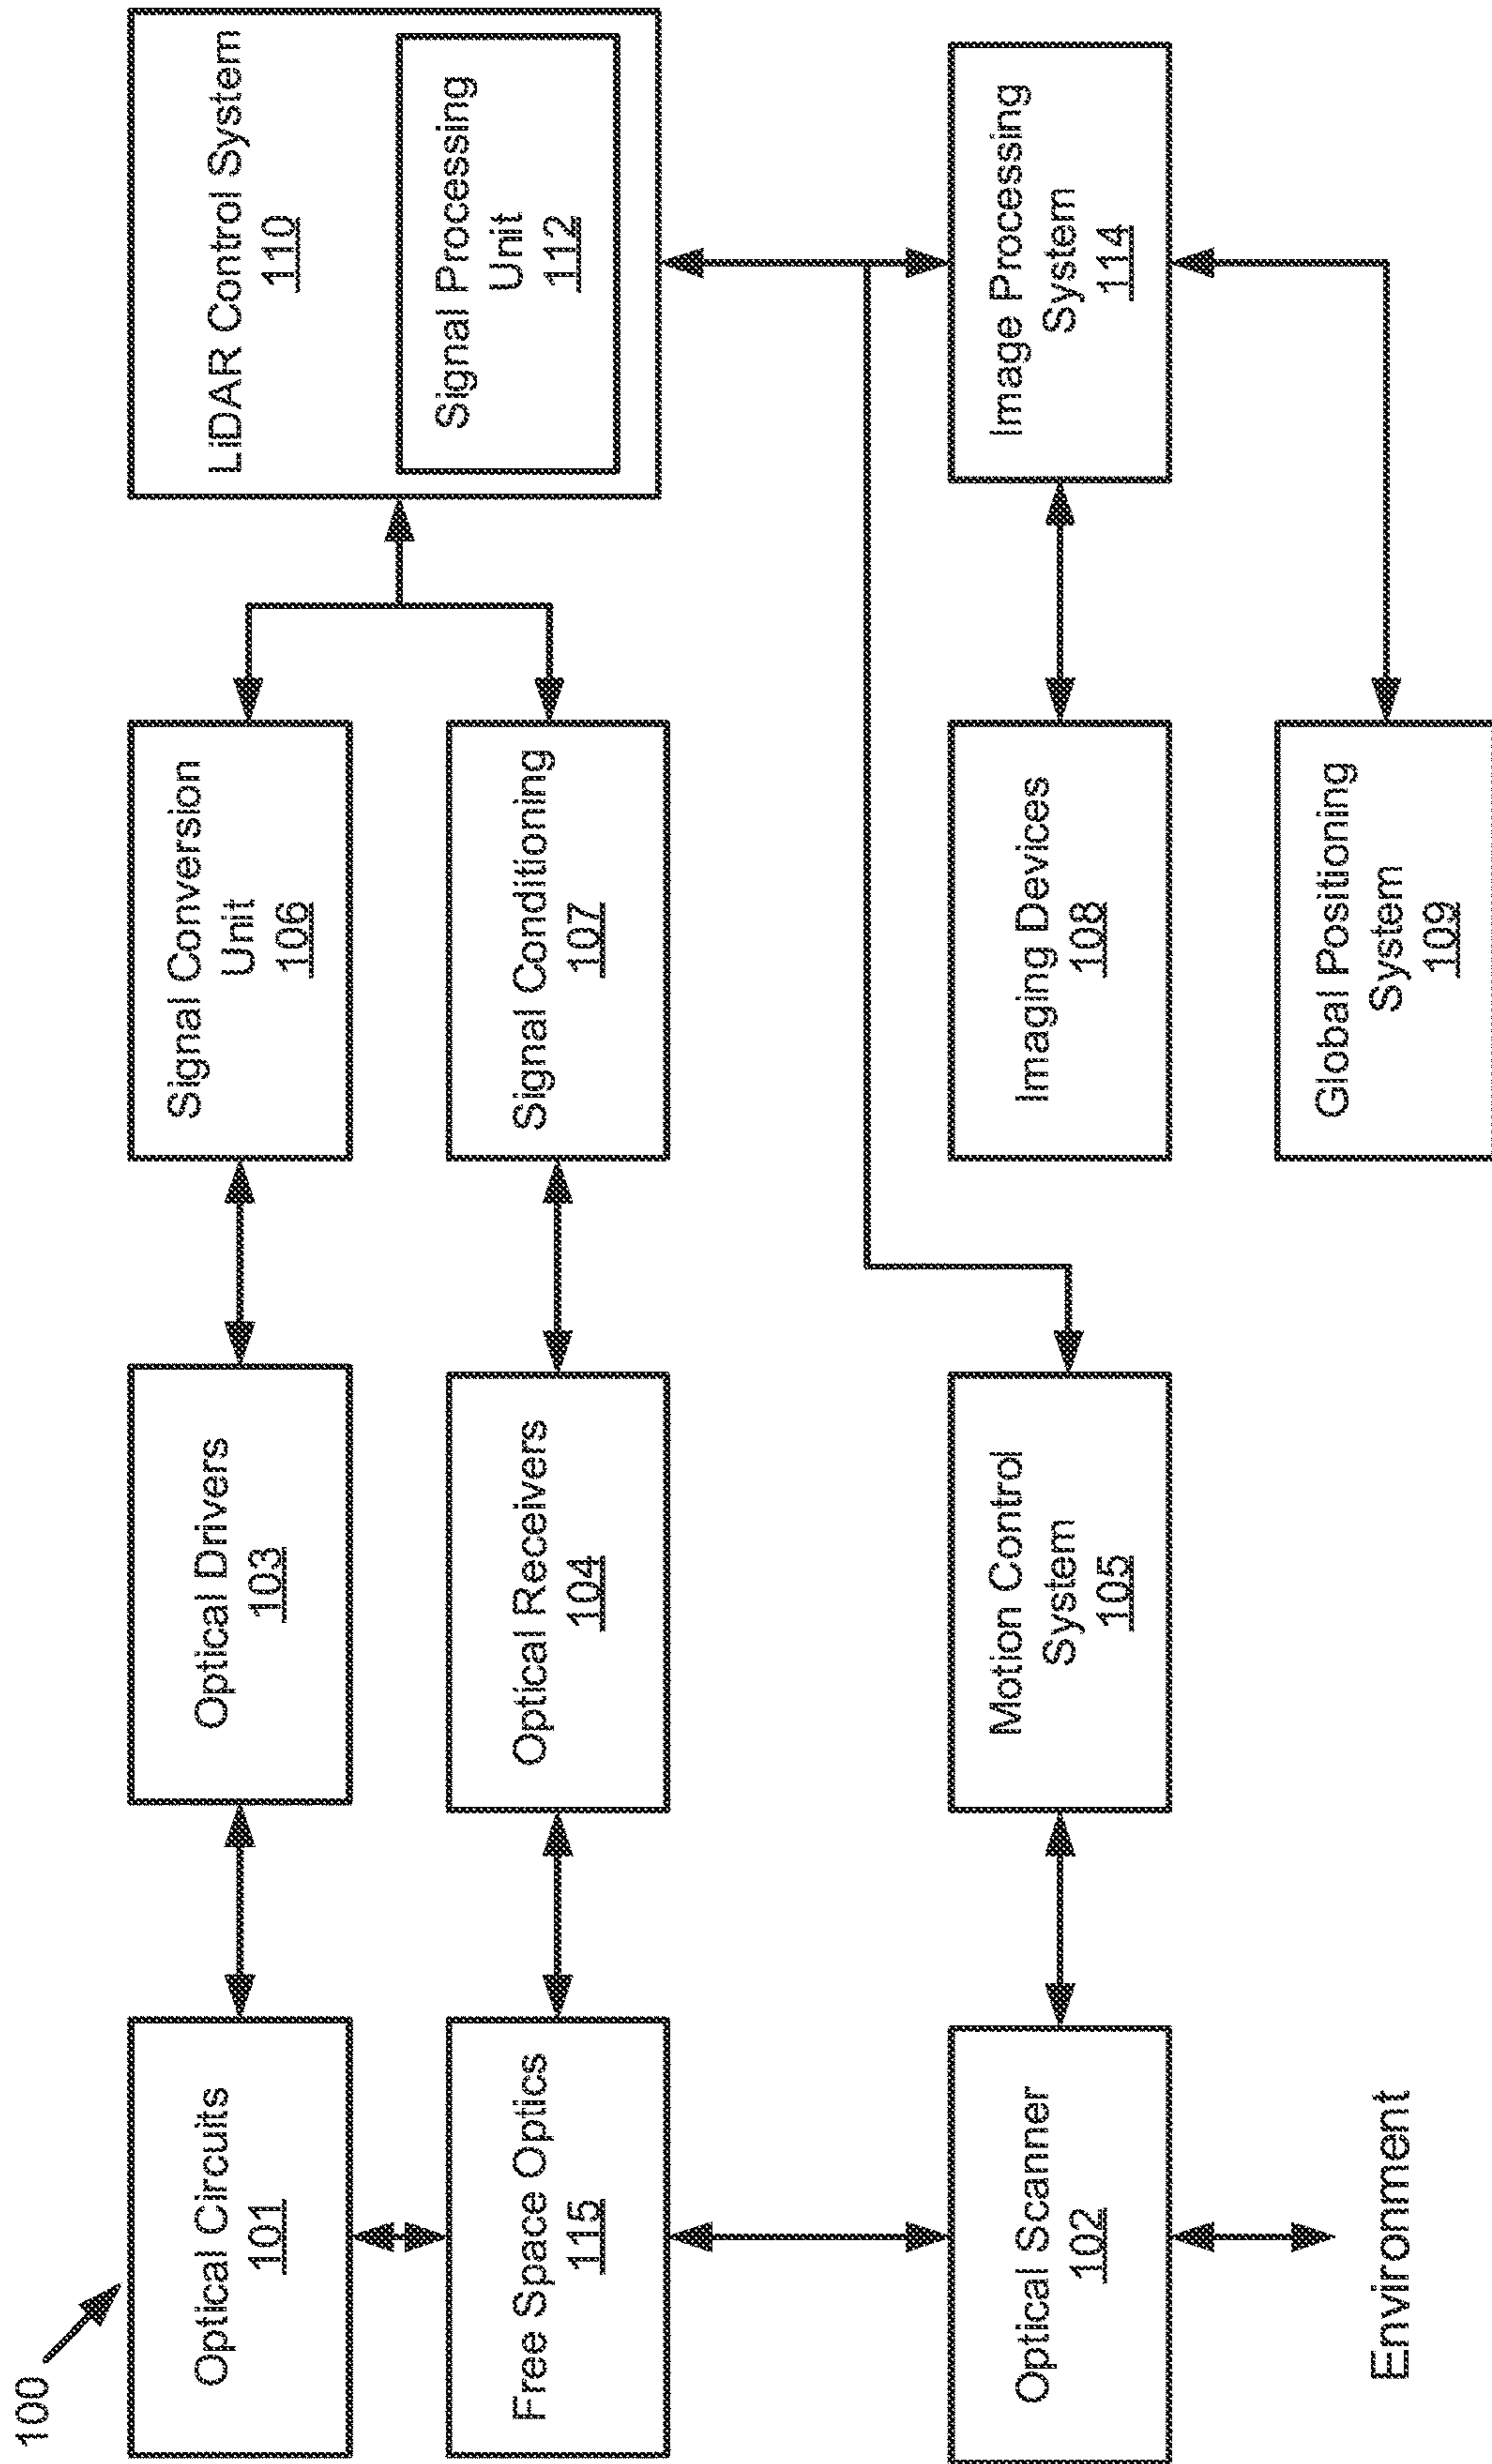 100
Optical Circuits
101
Optical Drivers
103
Signal Conversion
Unit
106
LiDAR Control System
110
Signal Processing
Unit
112
Free Space Optics
115
Optical Receivers
104
Signal Conditioning
107
Optical Scanner
102
Motion Control
System
105
Imaging Devices
108
Image Processing
System
114
Environment
Global Positioning
System
109